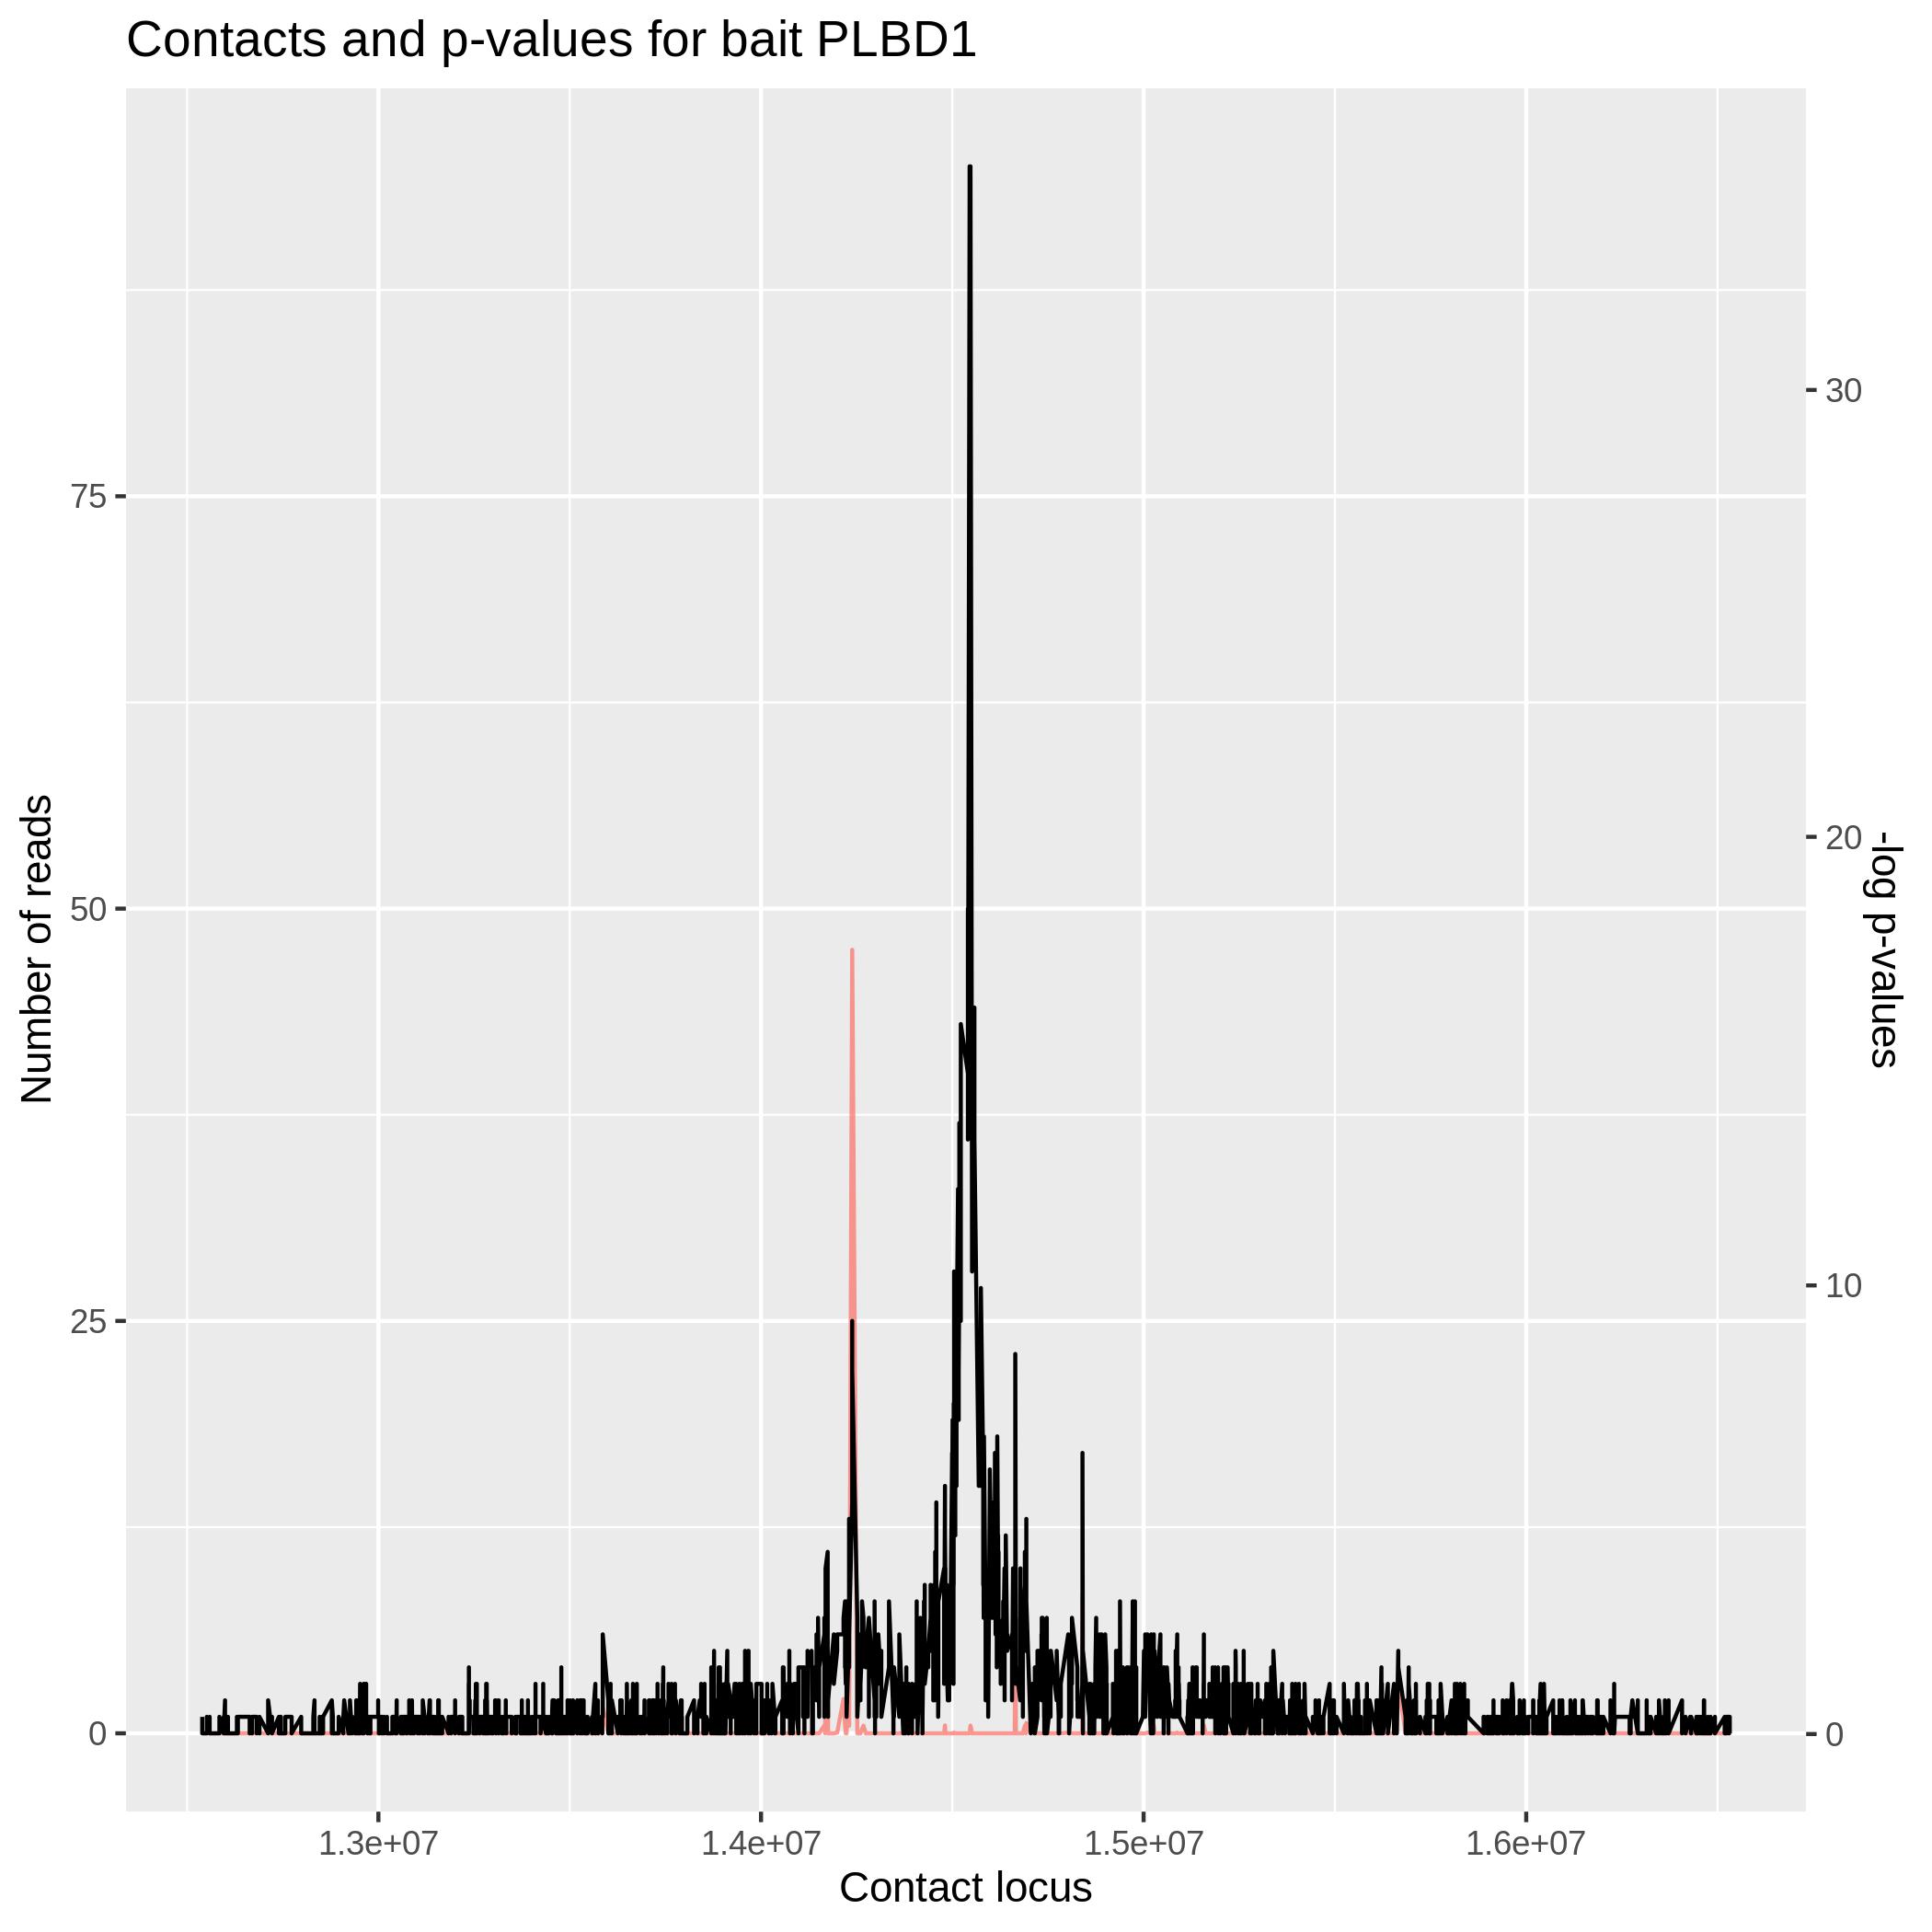 Contacts and p-values for bait PLBD1
Number of reads
75
50
25
0
30
20
10
0
-log p-values
1.3e+07
1.4e+07
1.5e+07
1.6e+07
Contact locus